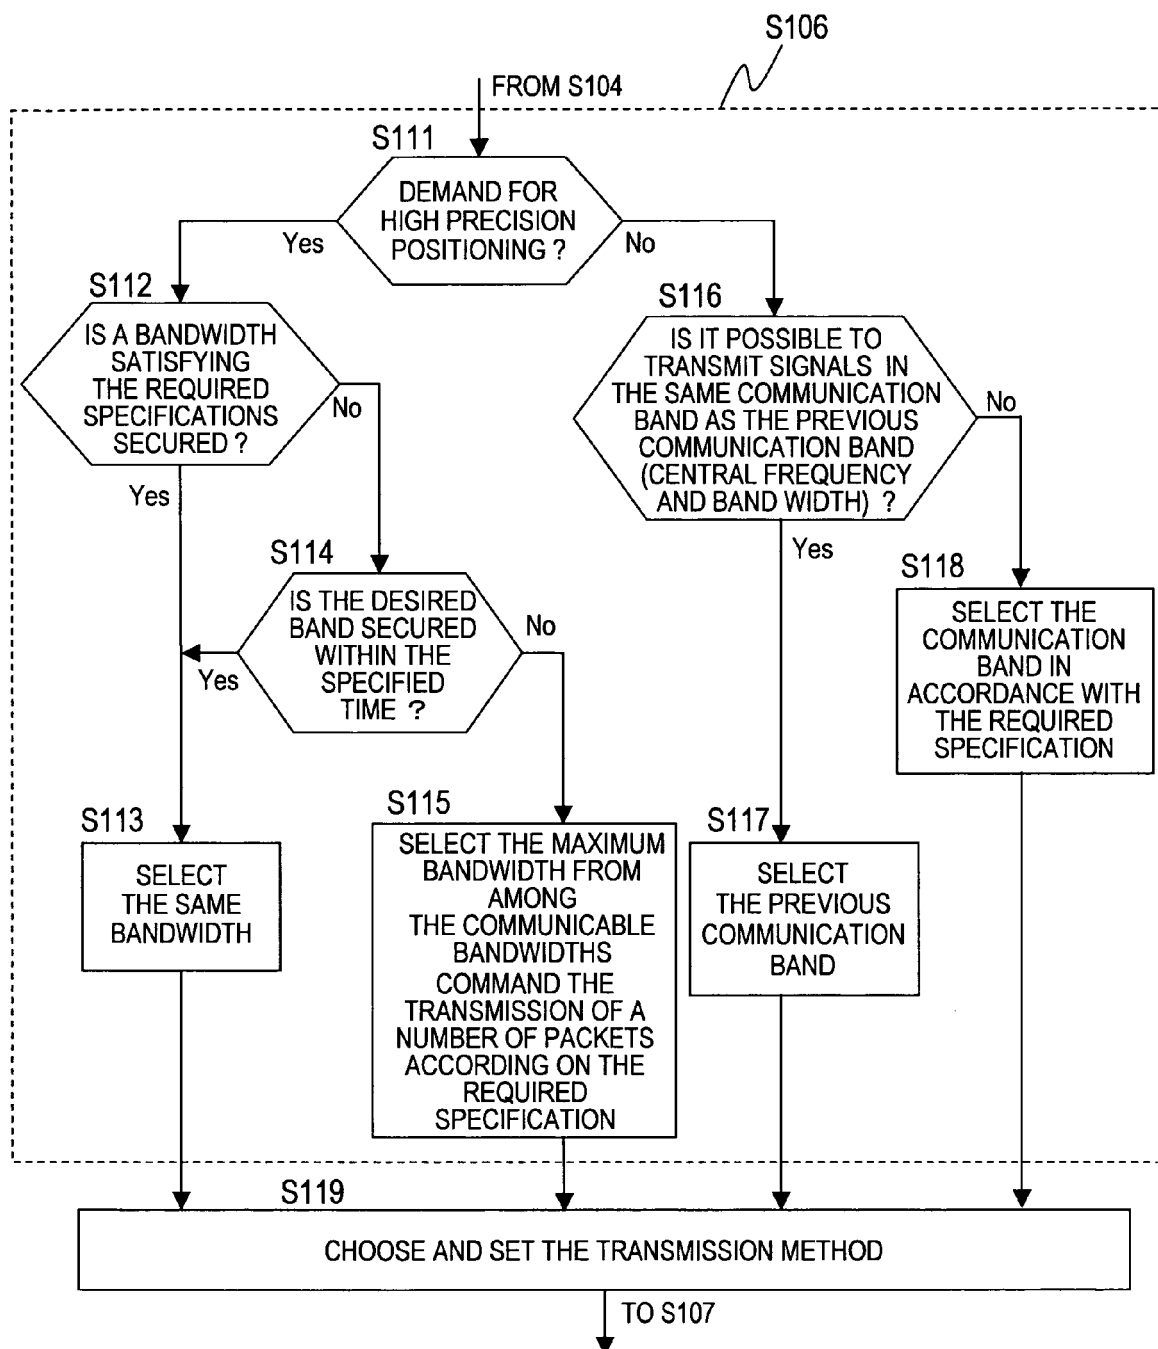 S106
FROM S104
S111
DEMAND FOR
HIGH PRECISION
POSITIONING ?
Yes
No
S112
IS A BANDWIDTH
SATISFYING
THE REQUIRED
SPECIFICATIONS
SECURED ?
No
Yes
S116
IS IT POSSIBLE TO
TRANSMIT SIGNALS IN
THE SAME COMMUNICATION
BAND AS THE PREVIOUS
COMMUNICATION BAND
(CENTRAL FREQUENCY
AND BAND WIDTH) ?
No
Yes
S114
IS THE DESIRED
BAND SECURED
WITHIN THE
SPECIFIED
TIME ?
No
Yes
S118
SELECT THE
COMMUNICATION
BAND IN
ACCORDANCE WITH
THE REQUIRED
SPECIFICATION
S113
SELECT
THE SAME
BANDWIDTH
S115
SELECT THE MAXIMUM
BANDWIDTH FROM
AMONG
THE COMMUNICABLE
BANDWIDTHS
COMMAND THE
TRANSMISSION OF A
NUMBER OF PACKETS
ACCORDING ON THE
REQUIRED
SPECIFICATION
S117
SELECT
THE PREVIOUS
COMMUNICATION
BAND
S119
CHOOSE AND SET THE TRANSMISSION METHOD
TO S107